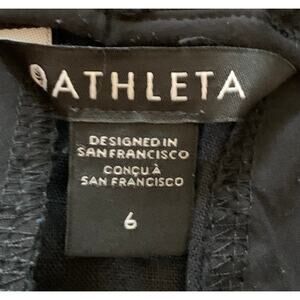 ATHLETA
DESIGNED IN
SAN FRANCISCO
CONÇU À
SAN FRANCISCO
6